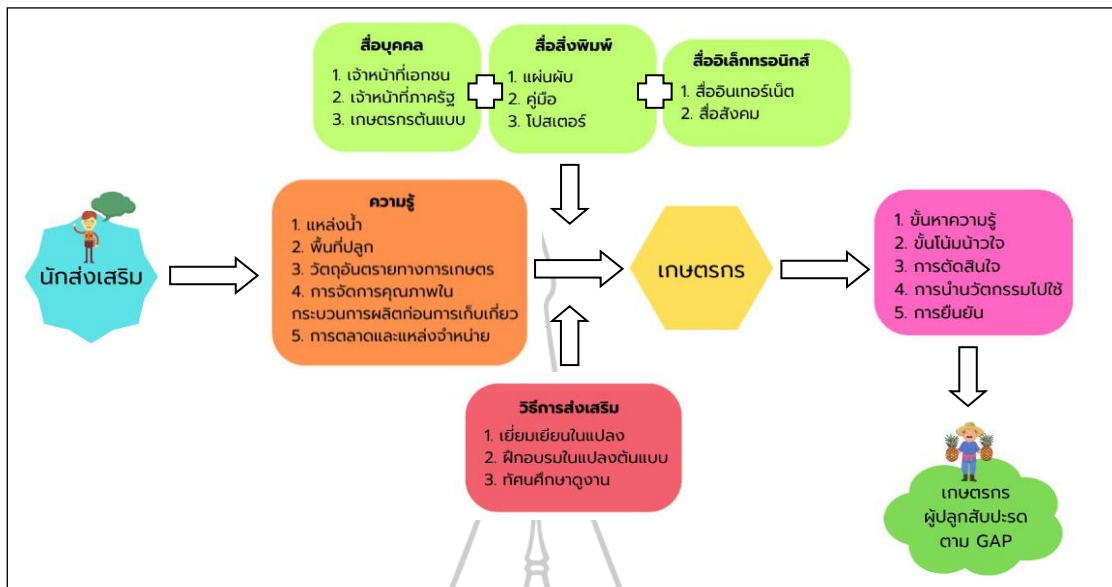 สื่อบุคคล
1. เจ้าหน้าที่เอกชน
2. เจ้าหน้าที่ภาครัฐ
3. เกษตรกรต้นแบบ
สื่อสิ่งพิมพ์
1. แผ่นผับ
2. คู่มือ
3. โปสเตอร์
สื่ออิเล็กทรอนิกส์
1. สื่ออินเทอร์เน็ต
2. สื่อสังคม
นักส่งเสริม
ความรู้
1. แหล่งน้ำ
2. พื้นที่ปลูก
3. วัตถุอันตรายทางการเกษตร
4. การจัดการคุณภาพใน
กระบวนการผลิตก่อนการเก็บเกี่ยว
5. การตลาดและแหล่งจำหน่าย
เกษตรกร
1. ขั้นหาความรู้
2. ขั้นโน้มน้าวใจ
3. การตัดสินใจ
4. การนำนวัตกรรมไปใช้
5. การยืนยัน
วิธีการส่งเสริม
1. เยี่ยมเยียนในแปลง
2. ฝึกอบรมในแปลงต้นแบบ
3. ทัศนศึกษาดูงาน
เกษตรกร
ผู้ปลูกสับปะรด
ตาม GAP